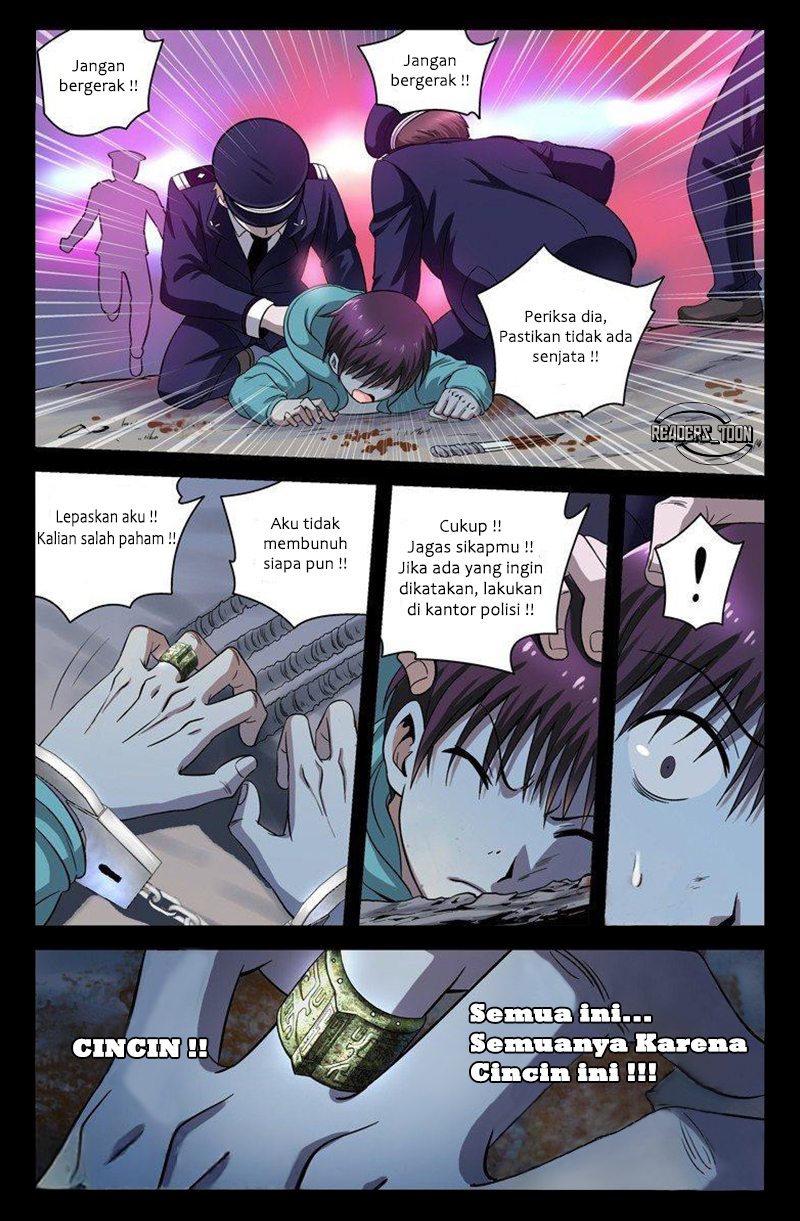 Jangan
bergerak !!
Jangan
bergerak !!
Periksa dia,
Pastikan tidak ada
senjata !!
READERS_TOON
Lepaskan aku !!
Kalian salah paham !!
Aku tidak
membunuh
siapa pun !!
Cukup !!
Jagas sikapmu !!
Jika ada yang ingin
dikatakan, lakukan
di kantor polisi !!
!
CINCIN !!
Semua ini...
Semuanya Karena
Cincin ini !!!